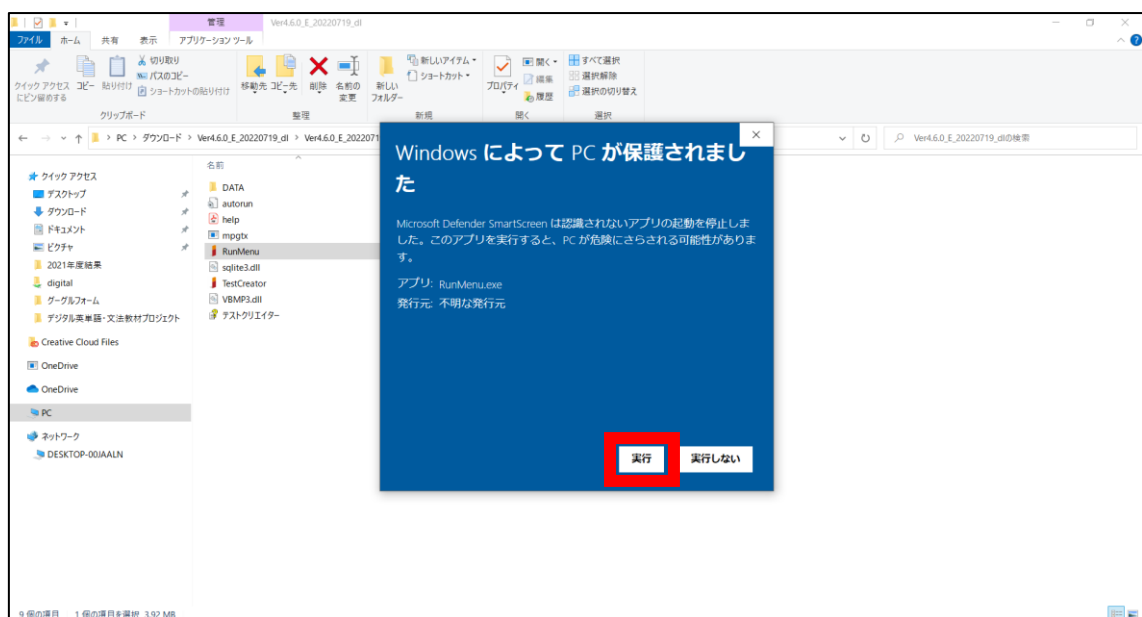 管理
Ver4.6.0_E_20220719_dl
ファイル ホーム 共有 表示 アプリケーション ツール
クイック アクセス
にピン留めする
コピー
貼り付け
切り取り
パスのコピー
ショートカットの貼り付け
クリップボード
移動先
コピー先
削除
名前の
変更
整理
新しい
フォルダー
新しいアイテム
ショートカット
新規
プロパティ
開く
編集
履歴
開く
すべて選択
選択解除
選択の切り替え
選択
PC > ダウンロード > Ver4.6.0_E_20220719_dl > Ver4.6.0_E_2022071
Ver4.6.0_E_20220719_dlの検索
クイック アクセス
デスクトップ
ダウンロード
ドキュメント
ピクチャ
2021年度結果
digital
グーグルフォーム
デジタル英単語・文法教材プロジェクト
Creative Cloud Files
OneDrive
OneDrive
PC
ネットワーク
DESKTOP-00JAALN
名前
DATA
autorun
help
mpgtx
RunMenu
sqlite3.dll
TestCreator
VBMP3.dll
テストクリエイター
Windows によって PC が保護されまし
た
Microsoft Defender SmartScreen は認識されないアプリの起動を停止しま
した。このアプリを実行すると、PC が危険にさらされる可能性がありま
す。
アプリ: RunMenu.exe
発行元: 不明な発行元
実行 実行しない
9 個の項目 1 個の項目を選択 3.92 MB